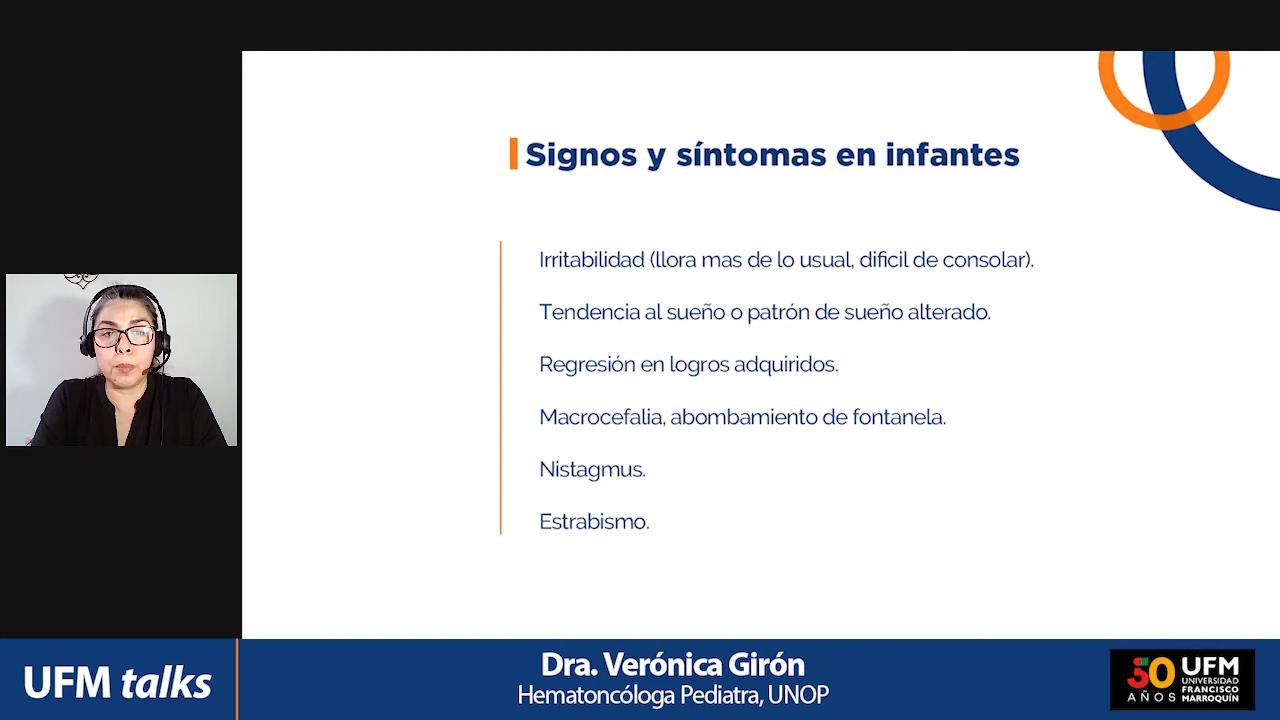 Signos y síntomas en infantes
Irritabilidad (llora mas de lo usual, dificil de consolar).
Tendencia al sueño o patrón de sueño alterado.
Regresión en logros adquiridos.
Macrocefalia, abombamiento de fontanela.
Nistagmus.
Estrabismo.
UFM talks
Dra. Verónica Girón
Hematoncóloga Pediatra, UNOP
50
AÑOS
UFM
UNIVERSIDAD
FRANCISCO
MARROQUÍN